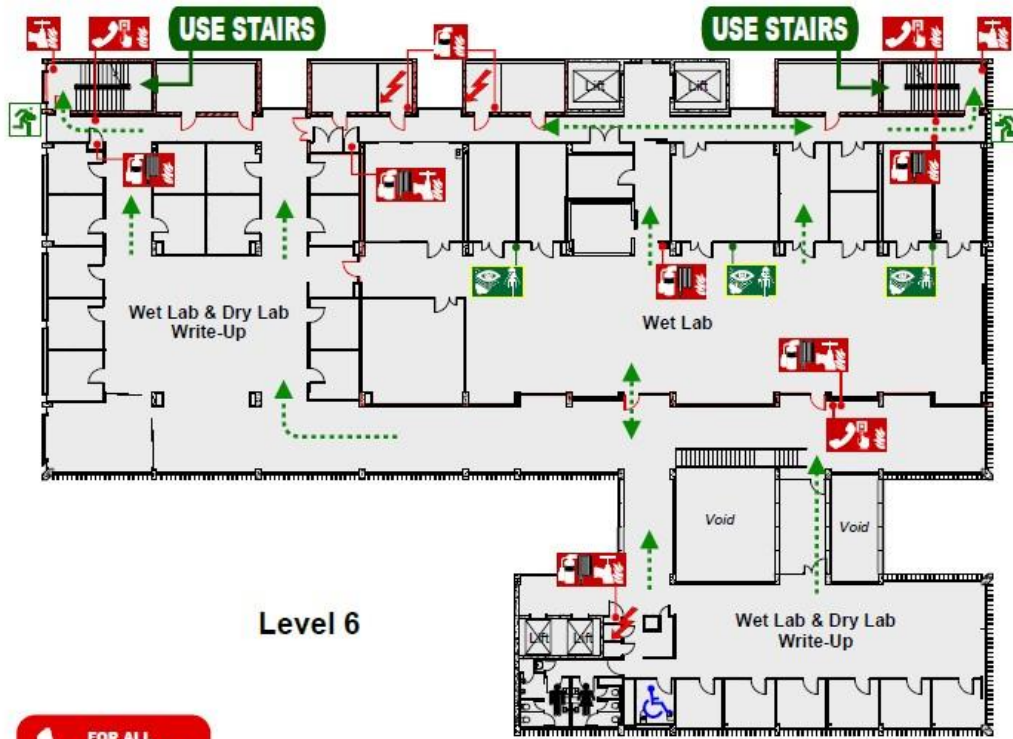 USE STAIRS
USE STAIRS
Lift
Lift
Wet Lab & Dry Lab
Write-Up
Wet Lab
Void
Void
Level 6
Lift
Lift
Wet Lab & Dry Lab
Write-Up
FOR ALL